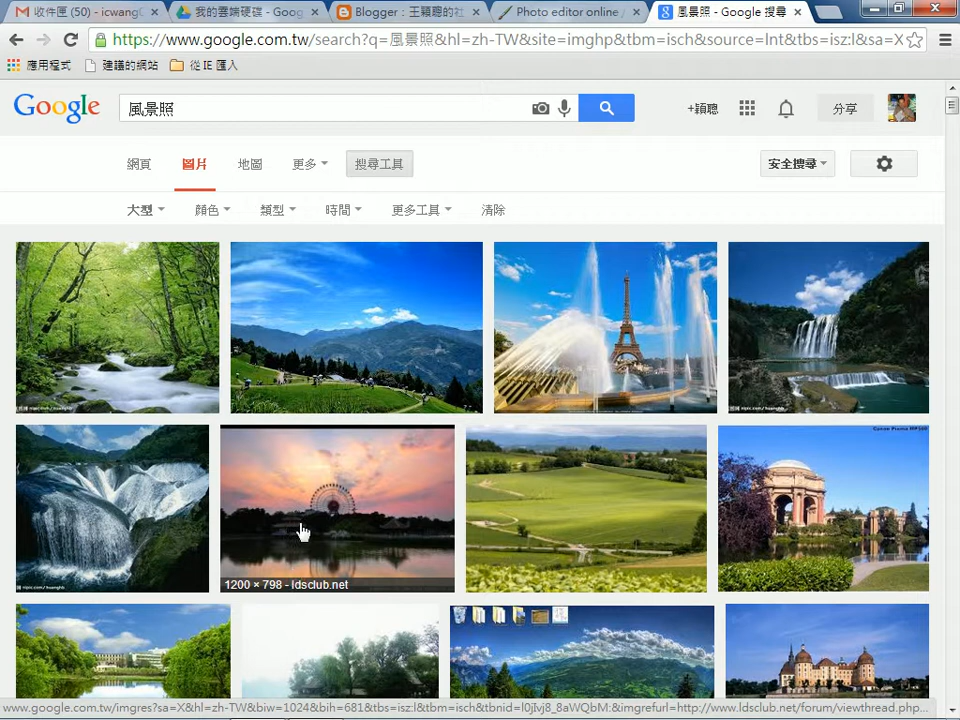 收件匣 (50) - icwang
我的雲端硬碟 - Goog
Blogger：王穎聰的社
Photo editor online /
風景照 - Google 搜尋
https://www.google.com.tw/search?q=風景照&hl=zh-TW&site=imghp&tbm=isch&source=lnt&tbs=isz:l&sa=X
應用程式 建議的網站 從 IE 匯入
Google 風景照 +穎聰 分享
網頁 圖片 地圖 更多 搜尋工具 安全搜尋
大型 顏色 類型 時間 更多工具 清除
Canon Promo MP500
1200 × 798 - ldsclub.net
www.google.com.tw/imgres?sa=X&hl=zh-TW&biw=1024&bih=681&tbs=isz:l&tbm=isch&tbnid=l0jIvj8_8aWQbM:&imgrefurl=http://www.ldsclub.net/forum/viewthread.php...